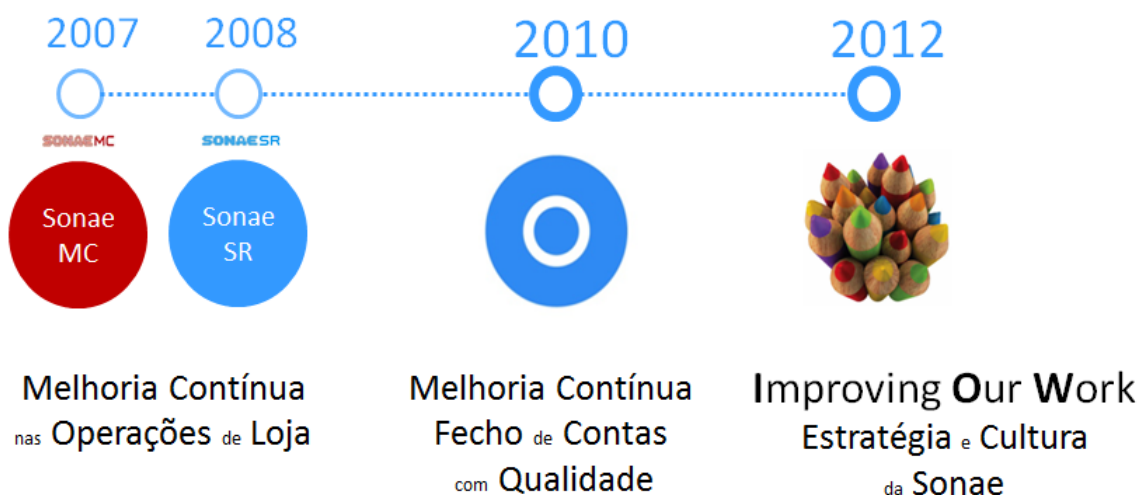 2007
2008
2010
2012
SONAEMC
SONAESR
Sonae
MC
Sonae
SR
Melhoria Contínua
nas Operações de Loja
Melhoria Contínua
Fecho de Contas
com Qualidade
Improving Our Work
Estratégia e Cultura
da Sonae